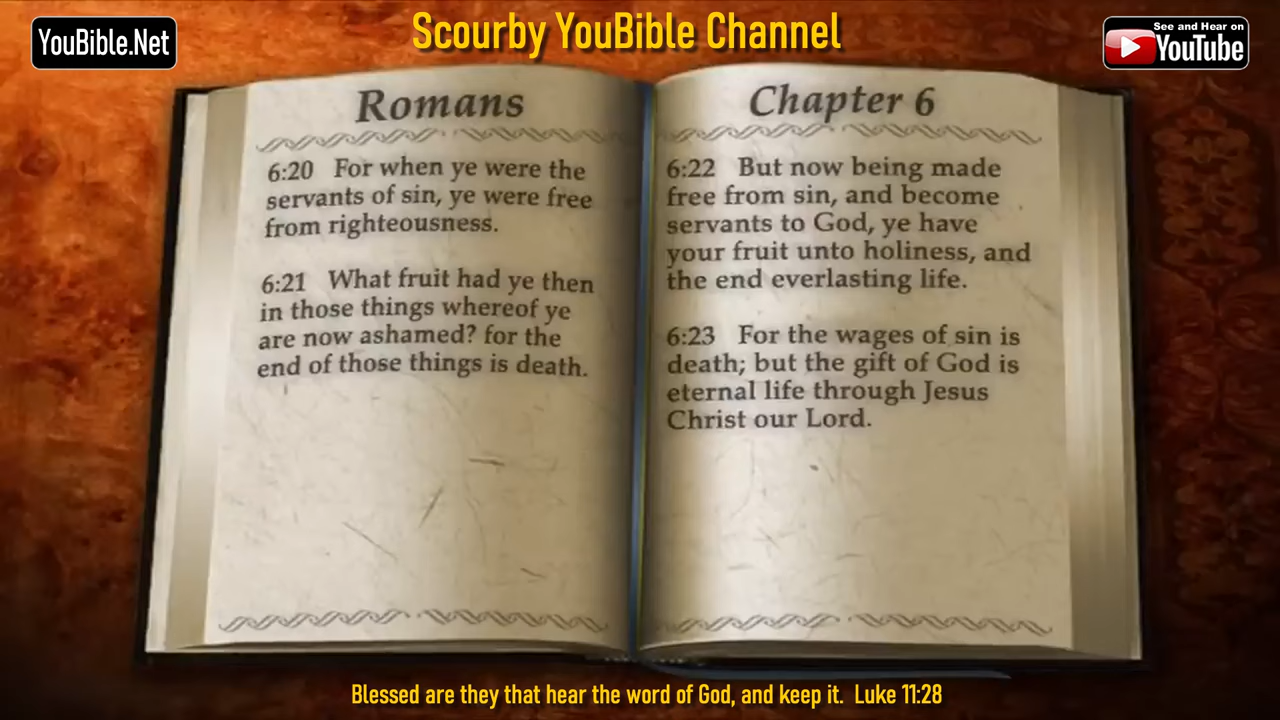 YouBible.Net
Scourby YouBible Channel
See and Hear on
YouTube
Romans
6:20 For when ye were the
servants of sin, ye were free
from righteousness.
6:21 What fruit had ye then
in those things whereof ye
are now ashamed? for the
end of those things is death.
Chapter 6
6:22 But now being made
free from sin, and become
servants to God, ye have
your fruit unto holiness, and
the end everlasting life.
6:23 For the wages of sin is
death; but the gift of God is
eternal life through Jesus
Christ our Lord.
Blessed are they that hear the word of God, and keep it. Luke 11:28